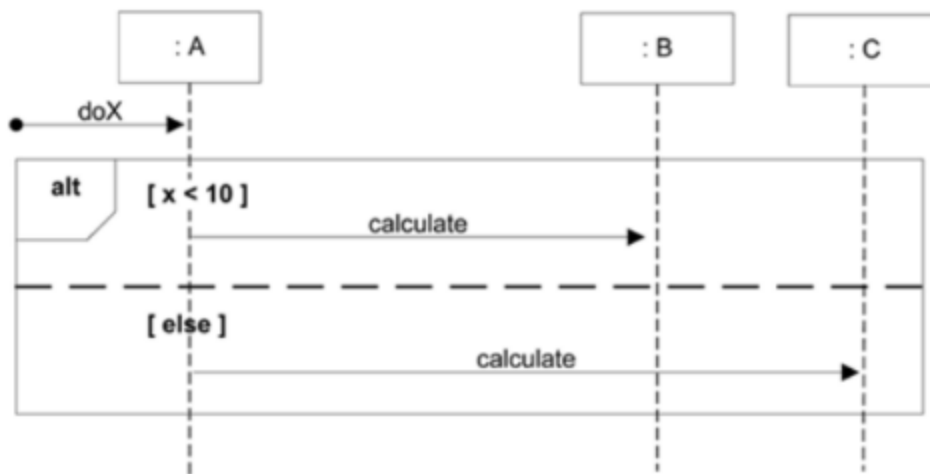 : A
: B
: C
doX
alt
[ x < 10 ]
calculate
[ else ]
calculate